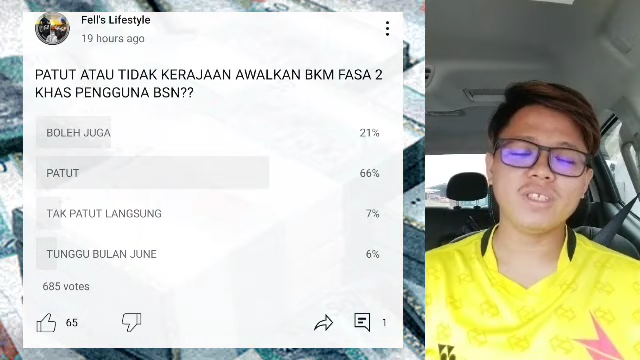 Fell's Lifestyle
19 hours ago
PATUT ATAU TIDAK KERAJAAN AWALKAN BKM FASA 2
KHAS PENGGUNA BSN??
BOLEH JUGA 21%
PATUT 66%
TAK PATUT LANGSUNG 7%
TUNGGU BULAN JUNE 6%
685 votes
65 1